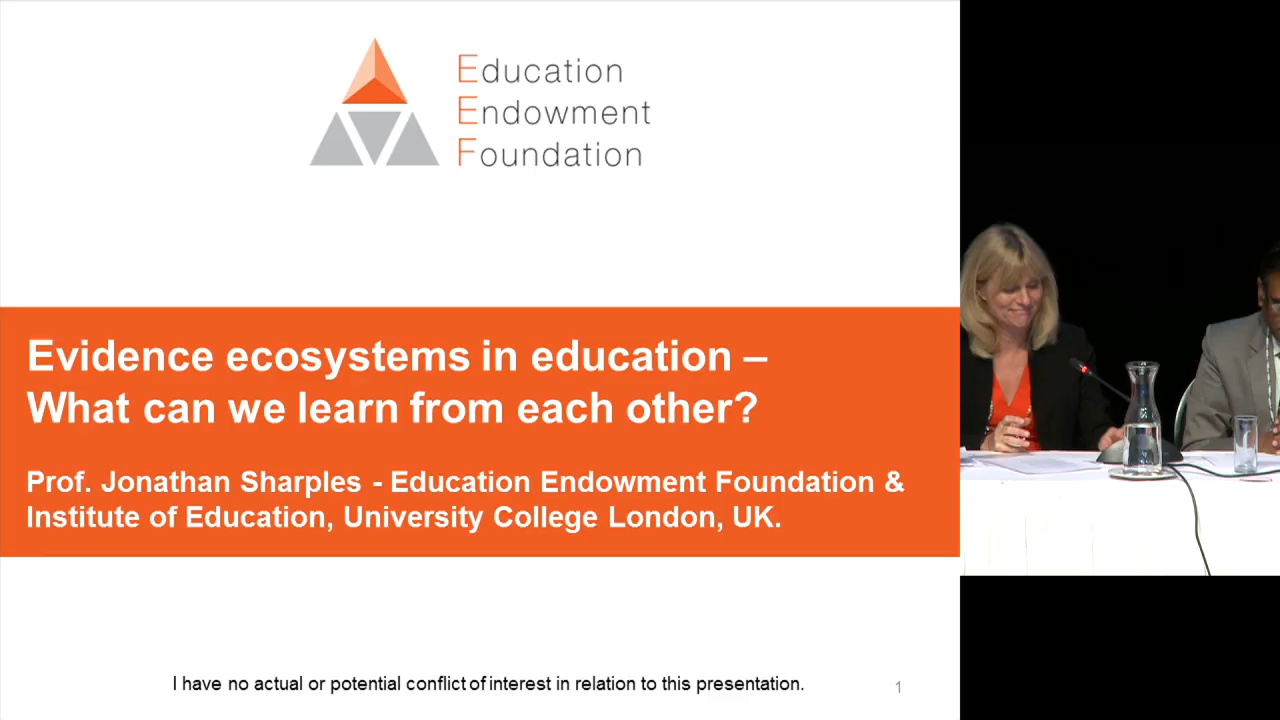 Education
Endowment
Foundation
Evidence ecosystems in education –
What can we learn from each other?
Prof. Jonathan Sharples - Education Endowment Foundation &
Institute of Education, University College London, UK.
I have no actual or potential conflict of interest in relation to this presentation.
1